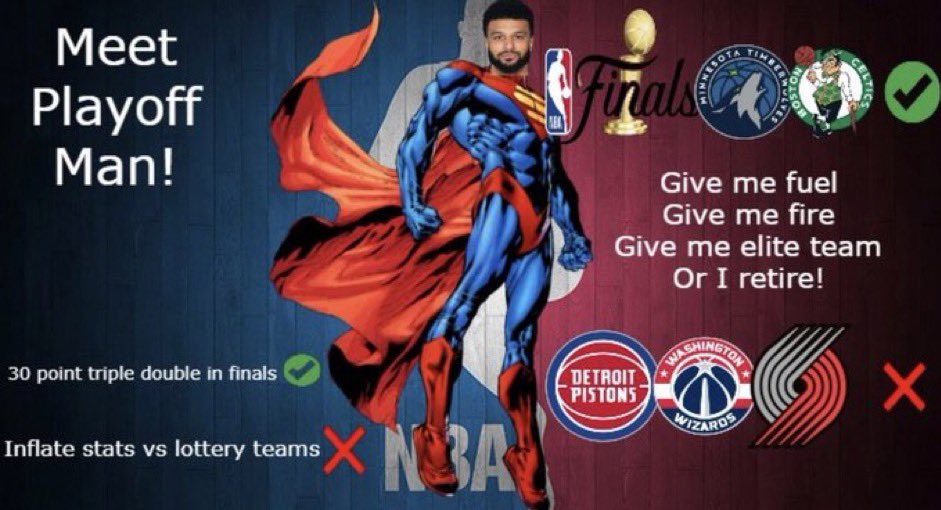 Meet
Playoff
Man!
NBA
Finals
MINNESOTA TIMBERWOLVES
BOSTON CELTICS
Give me fuel
Give me fire
Give me elite team
Or I retire!
30 point triple double in finals
Inflate stats vs lottery teams
DETROIT
PISTONS
WASHINGTON
WIZARDS
NBA